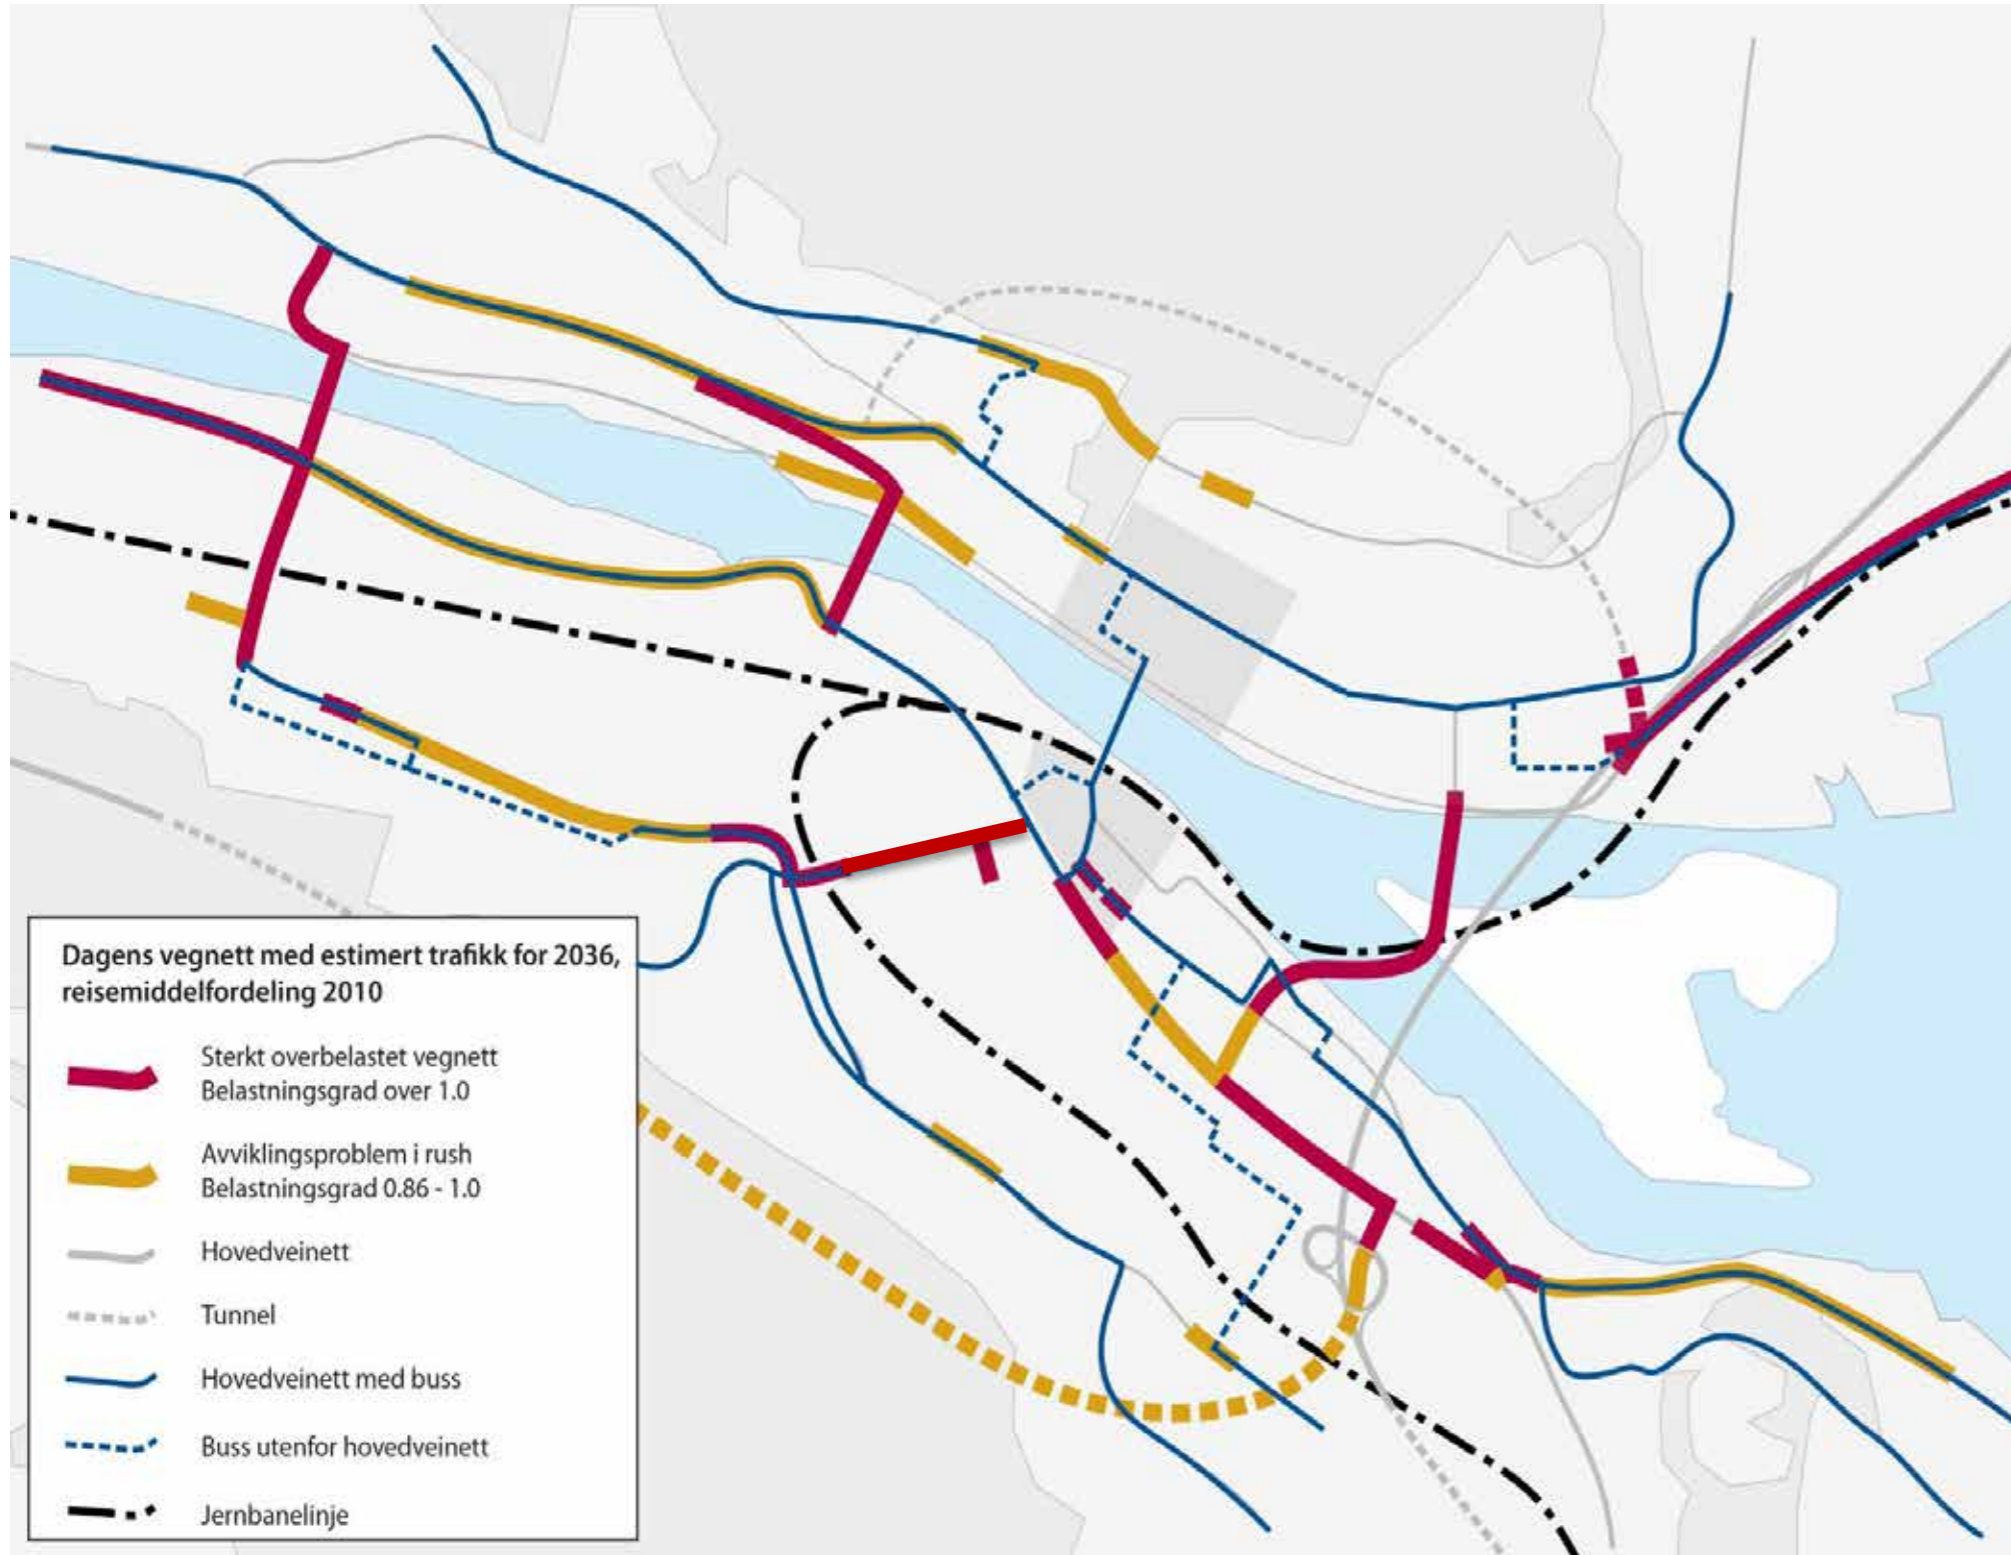 Dagens vegnett med estimert trafikk for 2036,
reisemiddelfordeling 2010
Sterkt overbelastet vegnett
Belastningsgrad over 1.0
Avviklingsproblem i rush
Belastningsgrad 0.86 - 1.0
Hovedveinett
Tunnel
Hovedveinett med buss
Buss utenfor hovedveinett
Jernbanelinje